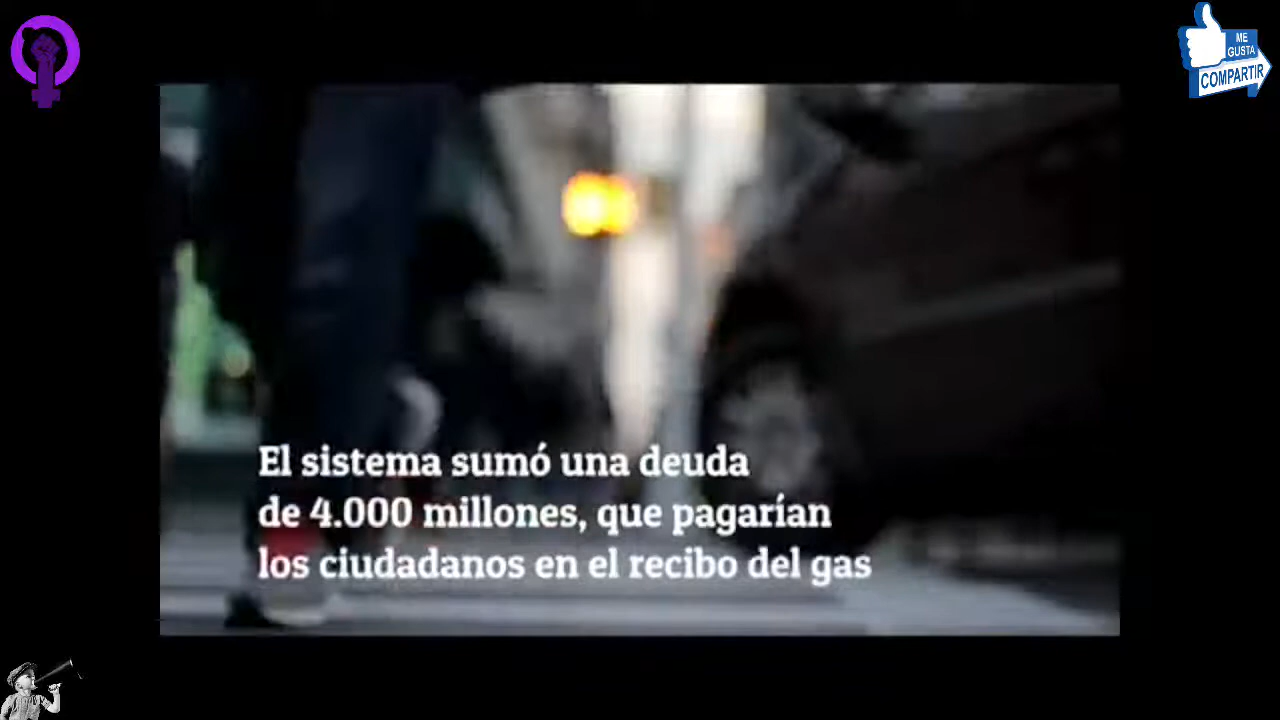 ME
GUSTA
COMPARTIR
El sistema sumó una deuda
de 4.000 millones, que pagarían
los ciudadanos en el recibo del gas